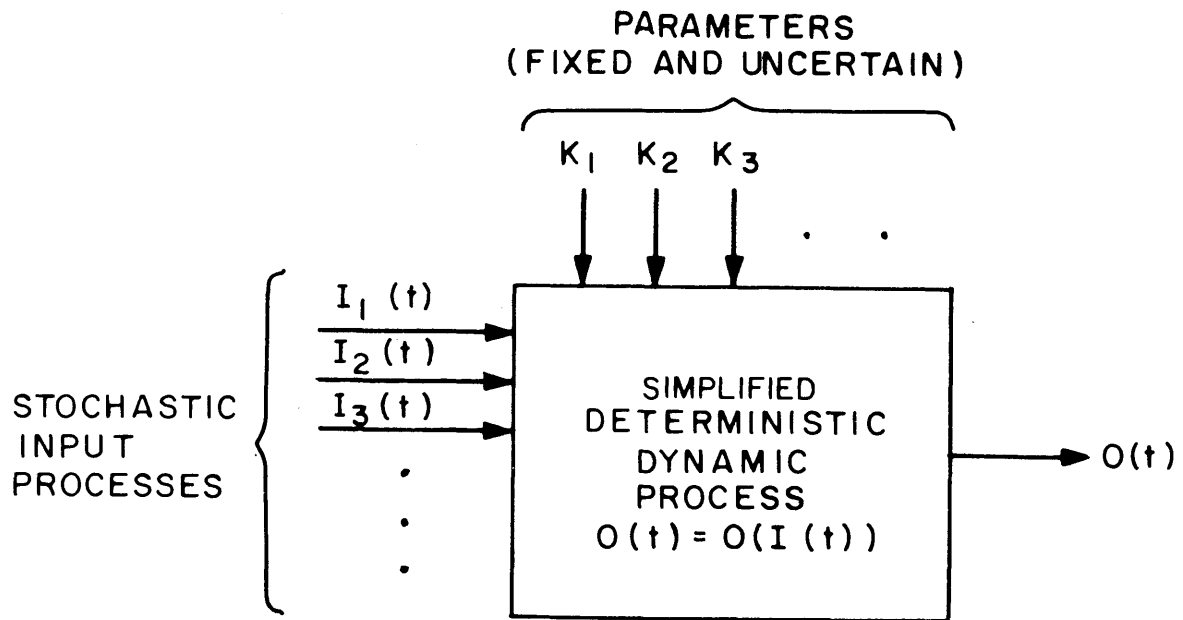 PARAMETERS
(FIXED AND UNCERTAIN)
K1 K2 K3
I1 (t)
I2 (t)
I3 (t)
STOCHASTIC
INPUT
PROCESSES
SIMPLIFIED
DETERMINISTIC
DYNAMIC
PROCESS
O(t) = O(I (t))
O(t)